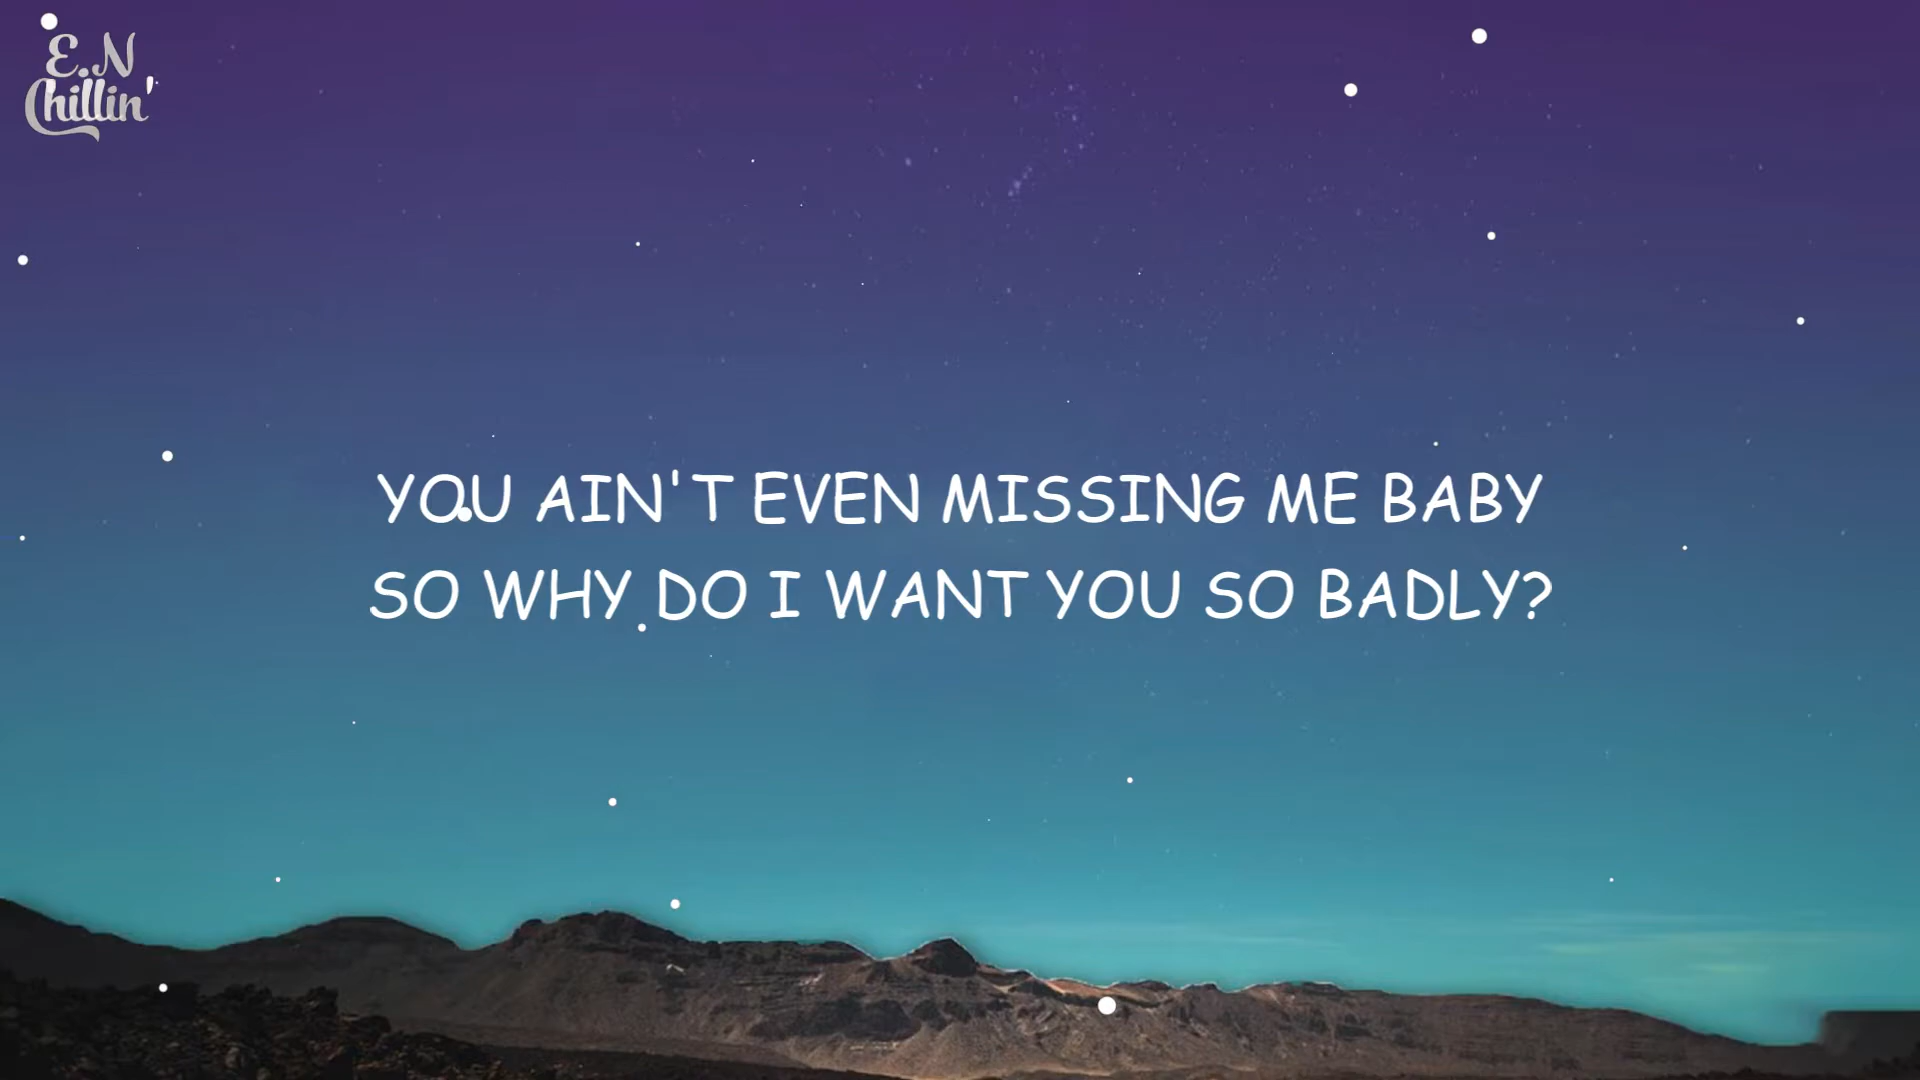 E.N
Chillin'
YOU AIN'T EVEN MISSING ME BABY
SO WHY DO I WANT YOU SO BADLY?